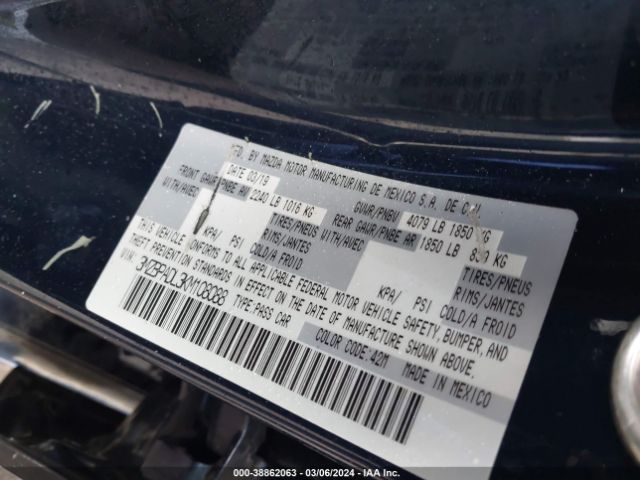 MFD. BY MAZDA MOTOR MANUFACTURING DE MEXICO S.A. DE C.V.
DATE 02/19 GVWR/PNBV 4079 LB 1850
FRONT GAWR/PNBE AV 2240 LB 1016 KG REAR GAWR/PNBE AR 1850 LB KG
WITH/AVEC TIRES/PNEUS WITH/AVEC TIRES/PNEUS
RIMS/JANTES RIMS/JANTES
KPA/ PSI COLD/A FROID KPA/ PSI COLD/A FROID
THIS VEHICLE CONFORMS TO ALL APPLICABLE FEDERAL MOTOR VEHICLE SAFETY, BUMPER, AND
THEFT PREVENTION STANDARDS IN EFFECT ON THE DATE OF MANUFACTURE SHOWN ABOVE.
VIN: TYPE: PASS CAR
COLOR CODE: 42M MADE IN MEXICO
000-38862063 - 03/06/2024 - IAA Inc.